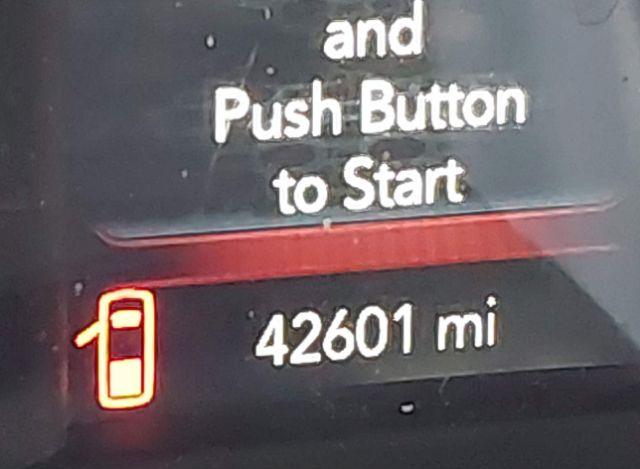 and
Push Button
to Start
42601 mi